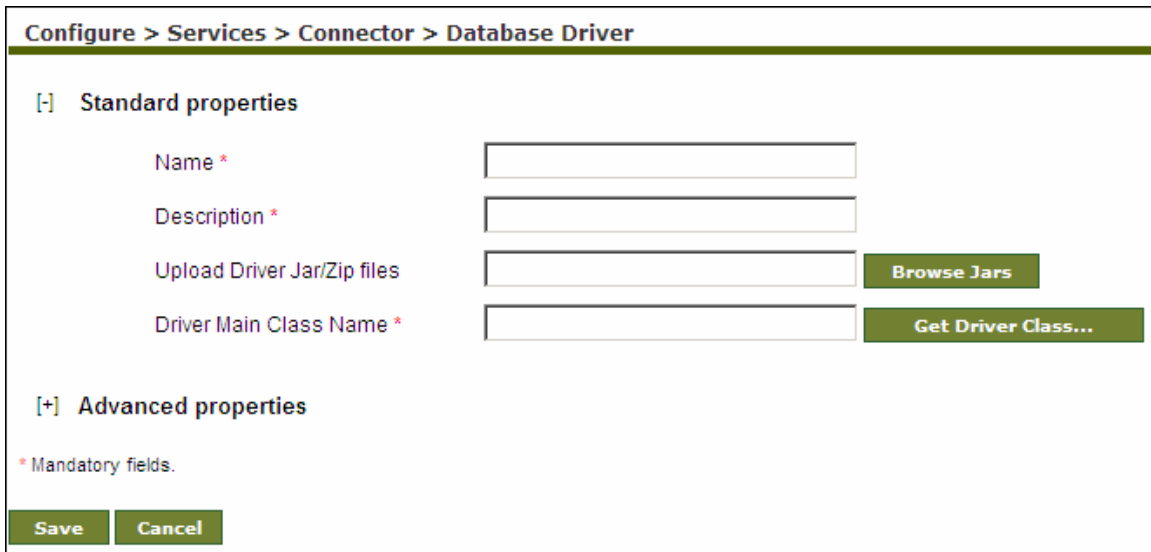 Configure > Services > Connector > Database Driver
[-] Standard properties
Name *
Description *
Upload Driver Jar/Zip files Browse Jars
Driver Main Class Name * Get Driver Class...
[+] Advanced properties
* Mandatory fields.
Save Cancel